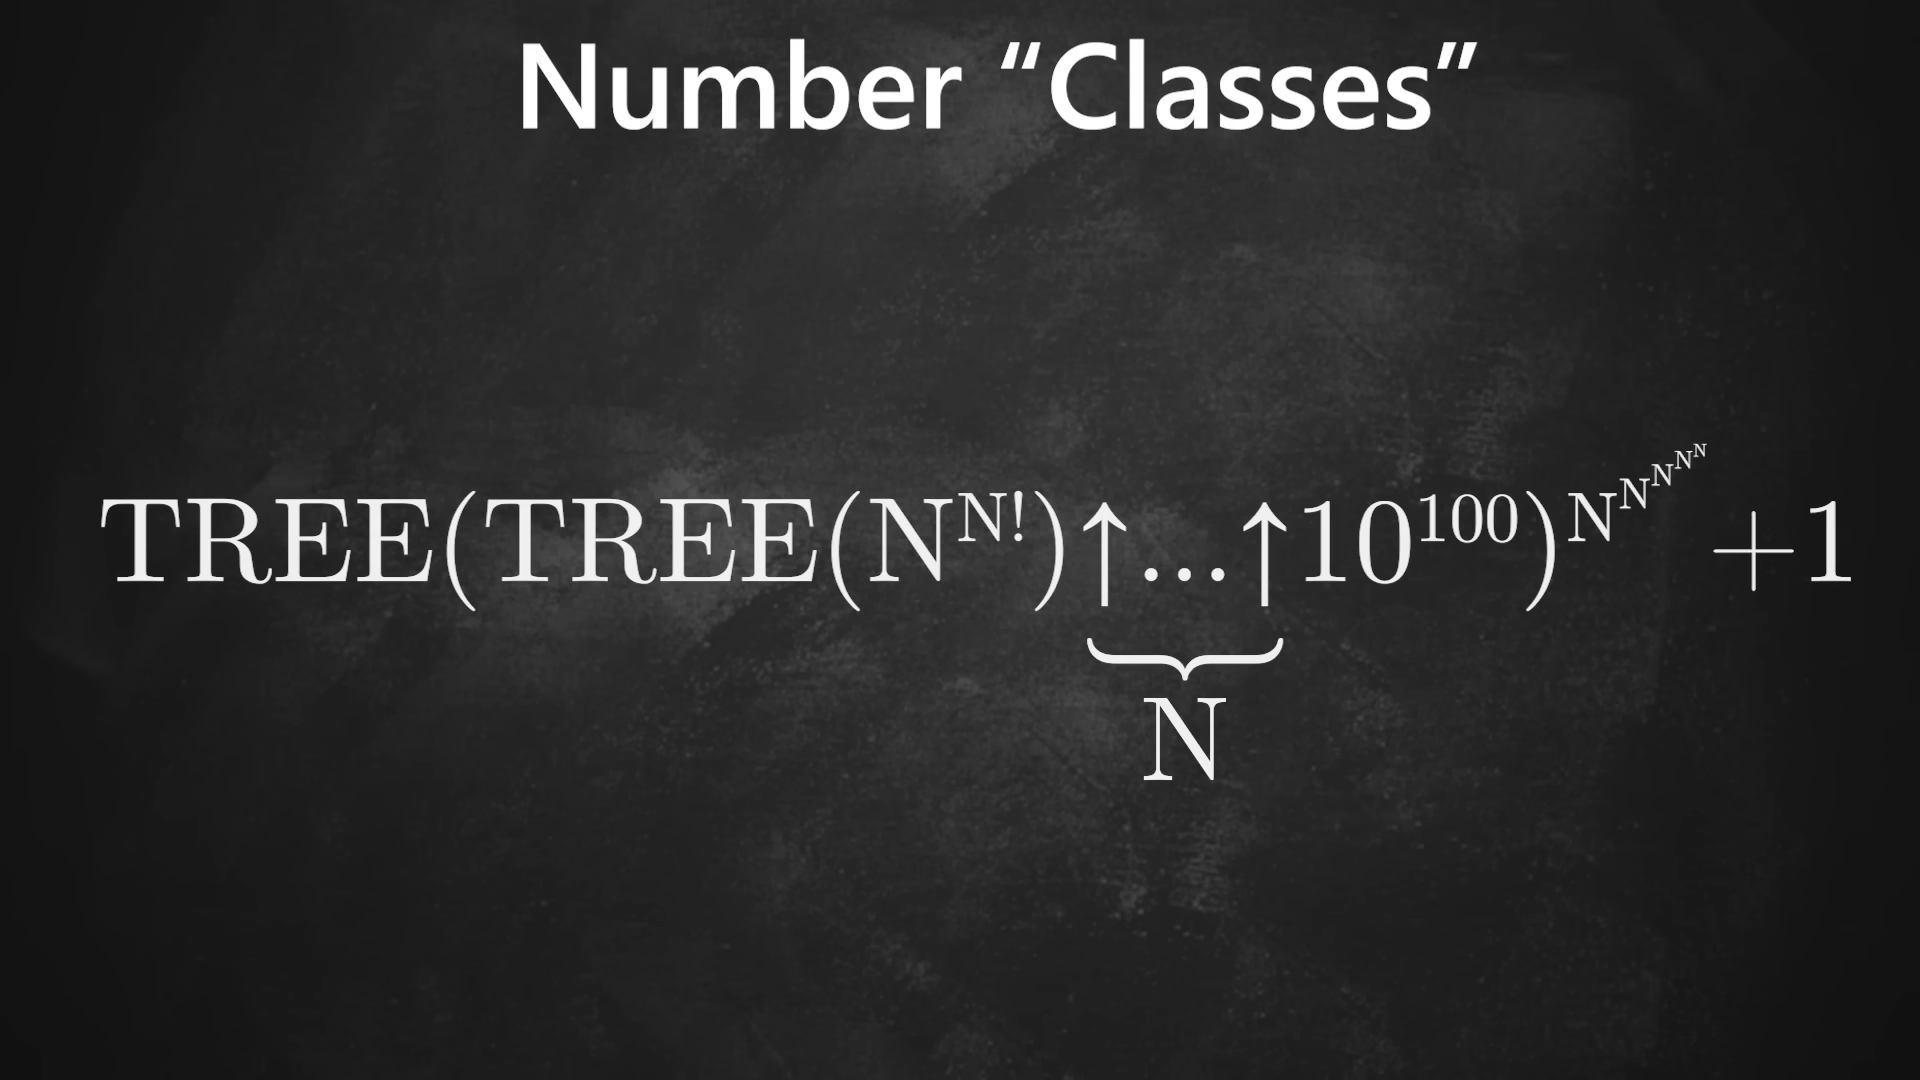 Number “Classes”
TREE(TREE(N^{N!})↑...↑10^{100})^{N^{N^{N^{N^{N}}}}}+1
N